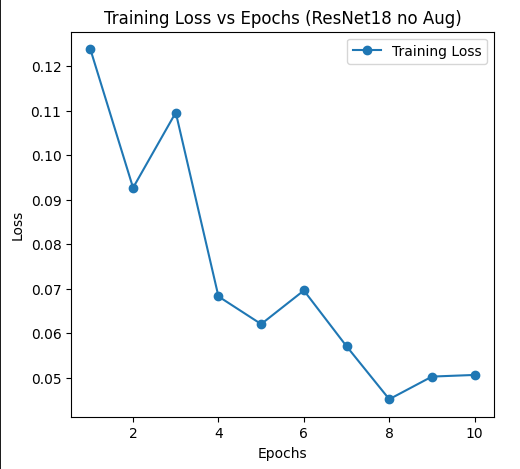 Training Loss vs Epochs (ResNet18 no Aug)
Training Loss
0.12
0.11
0.10
0.09
0.08
0.07
0.06
0.05
Loss
2 4 6 8 10
Epochs